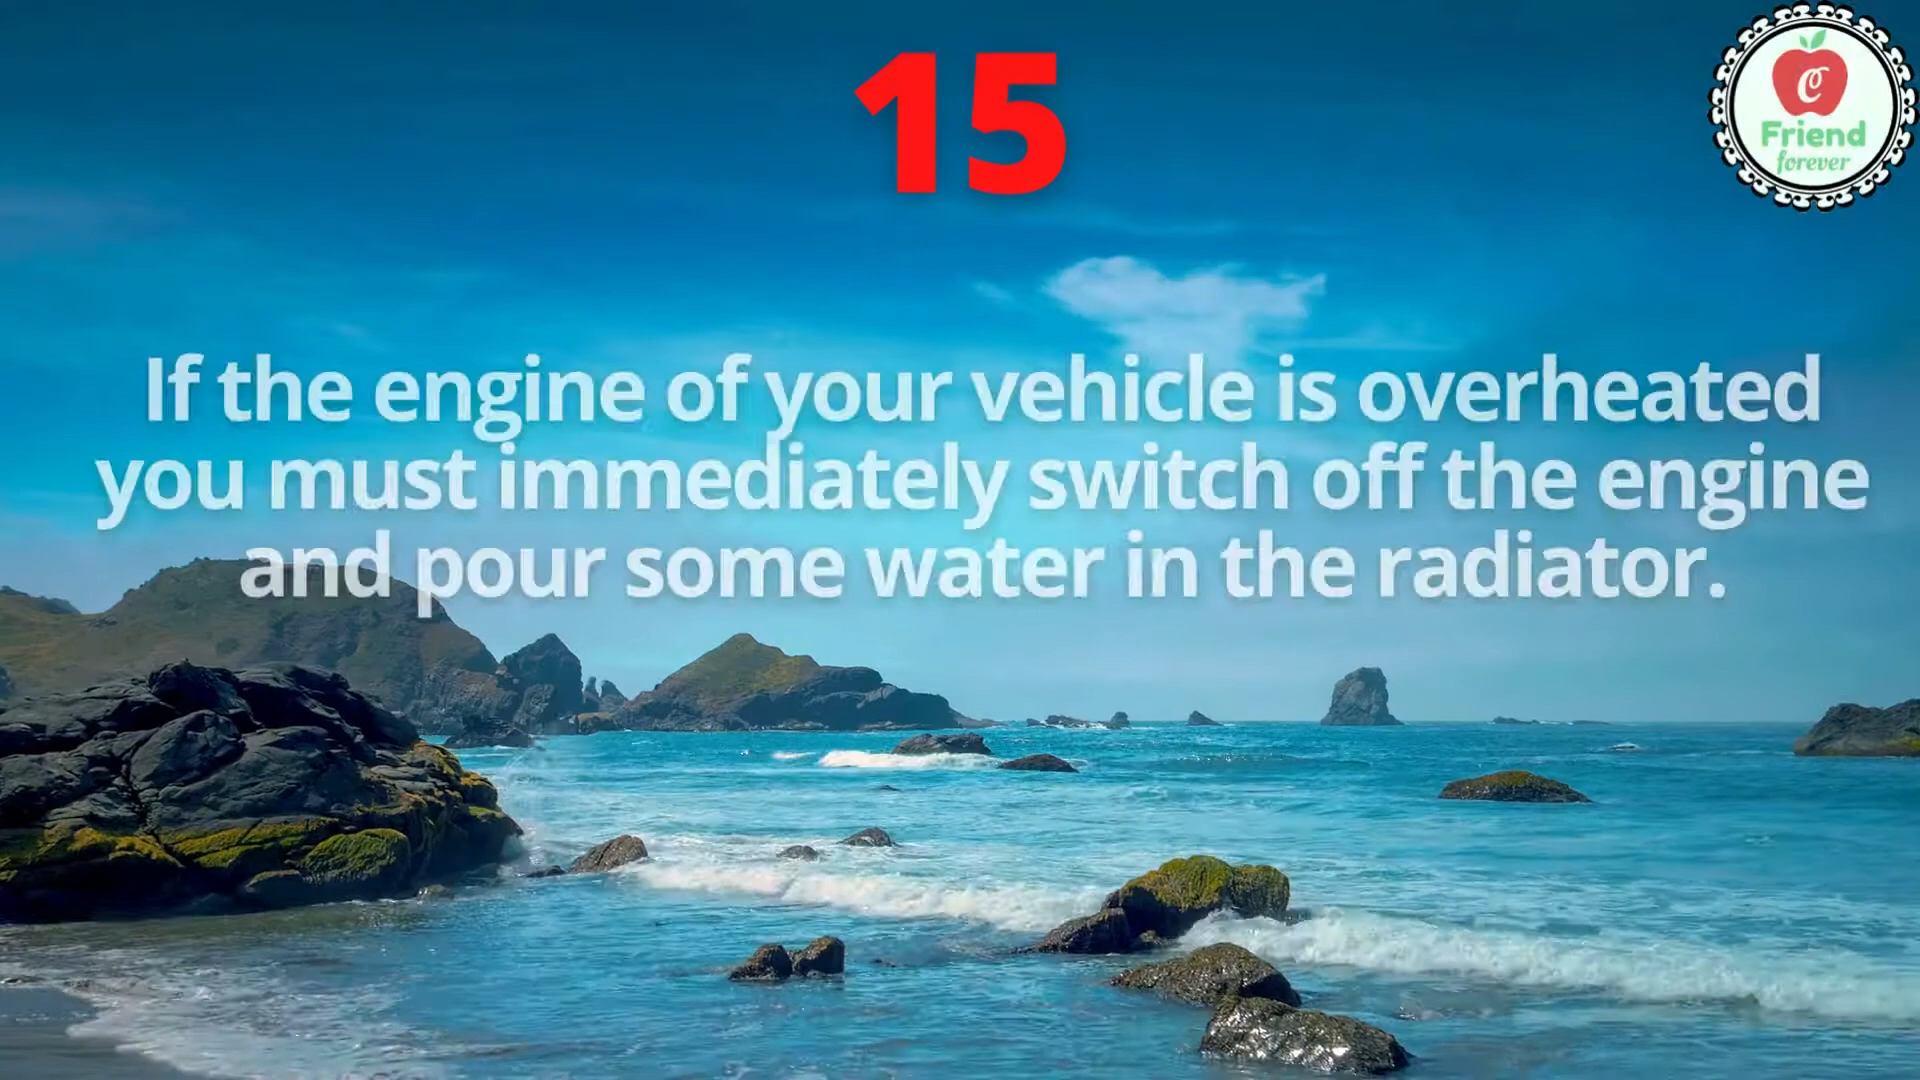 15
C
Friend
forever
If the engine of your vehicle is overheated
you must immediately switch off the engine
and pour some water in the radiator.